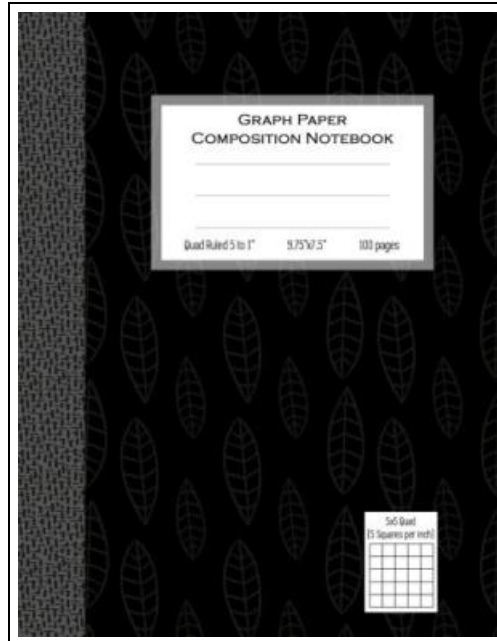 GRAPH PAPER
COMPOSITION NOTEBOOK
Quad Ruled 5 to 1" 9.75"x7.5" 100 pages
5x5 Quad
(5 Squares per inch)